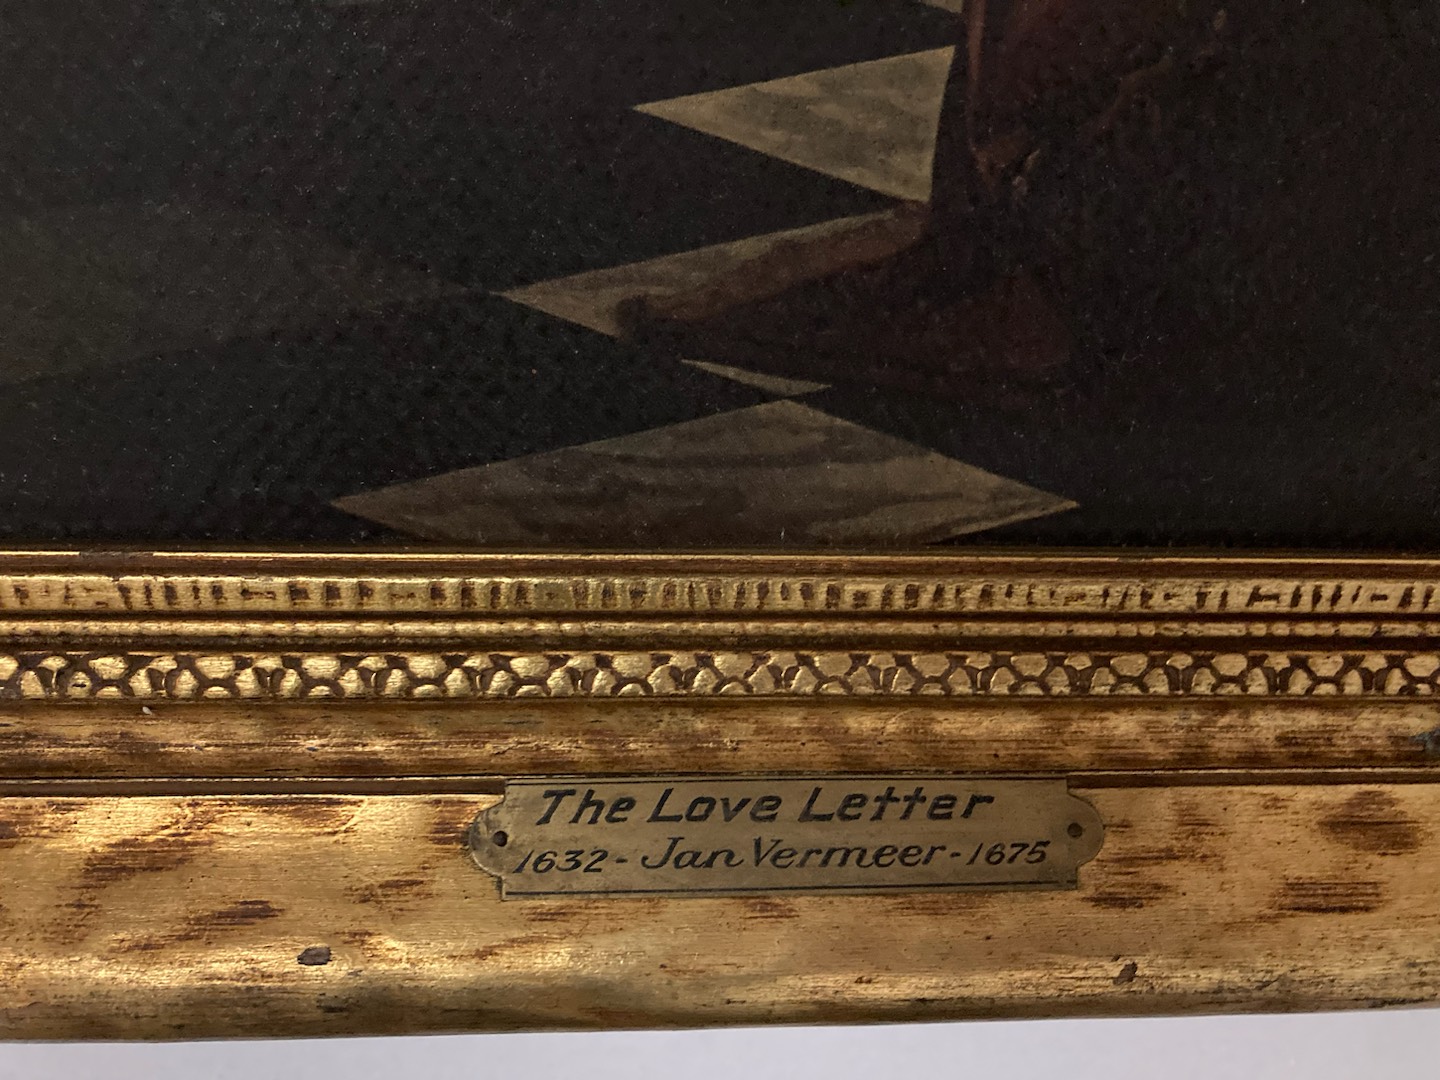 The Love Letter
1632 - Jan Vermeer - 1675